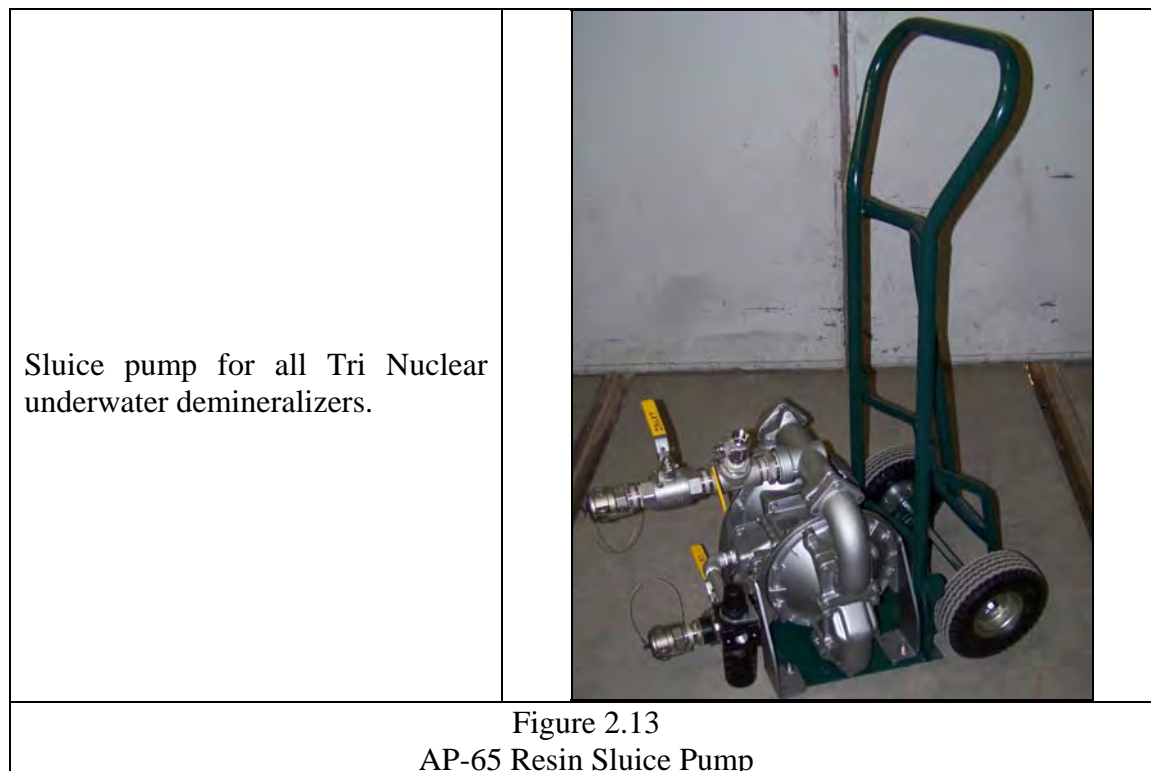 Sluice pump for all Tri Nuclear
underwater demineralizers.
Figure 2.13
AP-65 Resin Sluice Pump